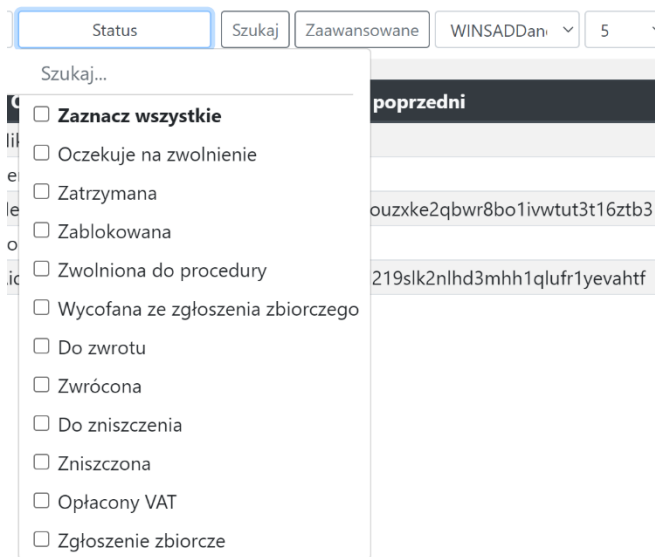 Status Szukaj Zaawansowane 5
Szukaj...
poprzedni
Zaznacz wszystkie
Oczekuje na zwolnienie
Zatrzymana
ouzxke2qbwr8bo1ivwtut3t16ztb3
Zablokowana
Zwolniona do procedury
219slk2nlhd3mhh1qlufr1yevahtf
Wycofana ze zgłoszenia zbiorczego
Do zwrotu
Zwrócona
Do zniszczenia
Zniszczona
Opłacony VAT
Zgłoszenie zbiorcze